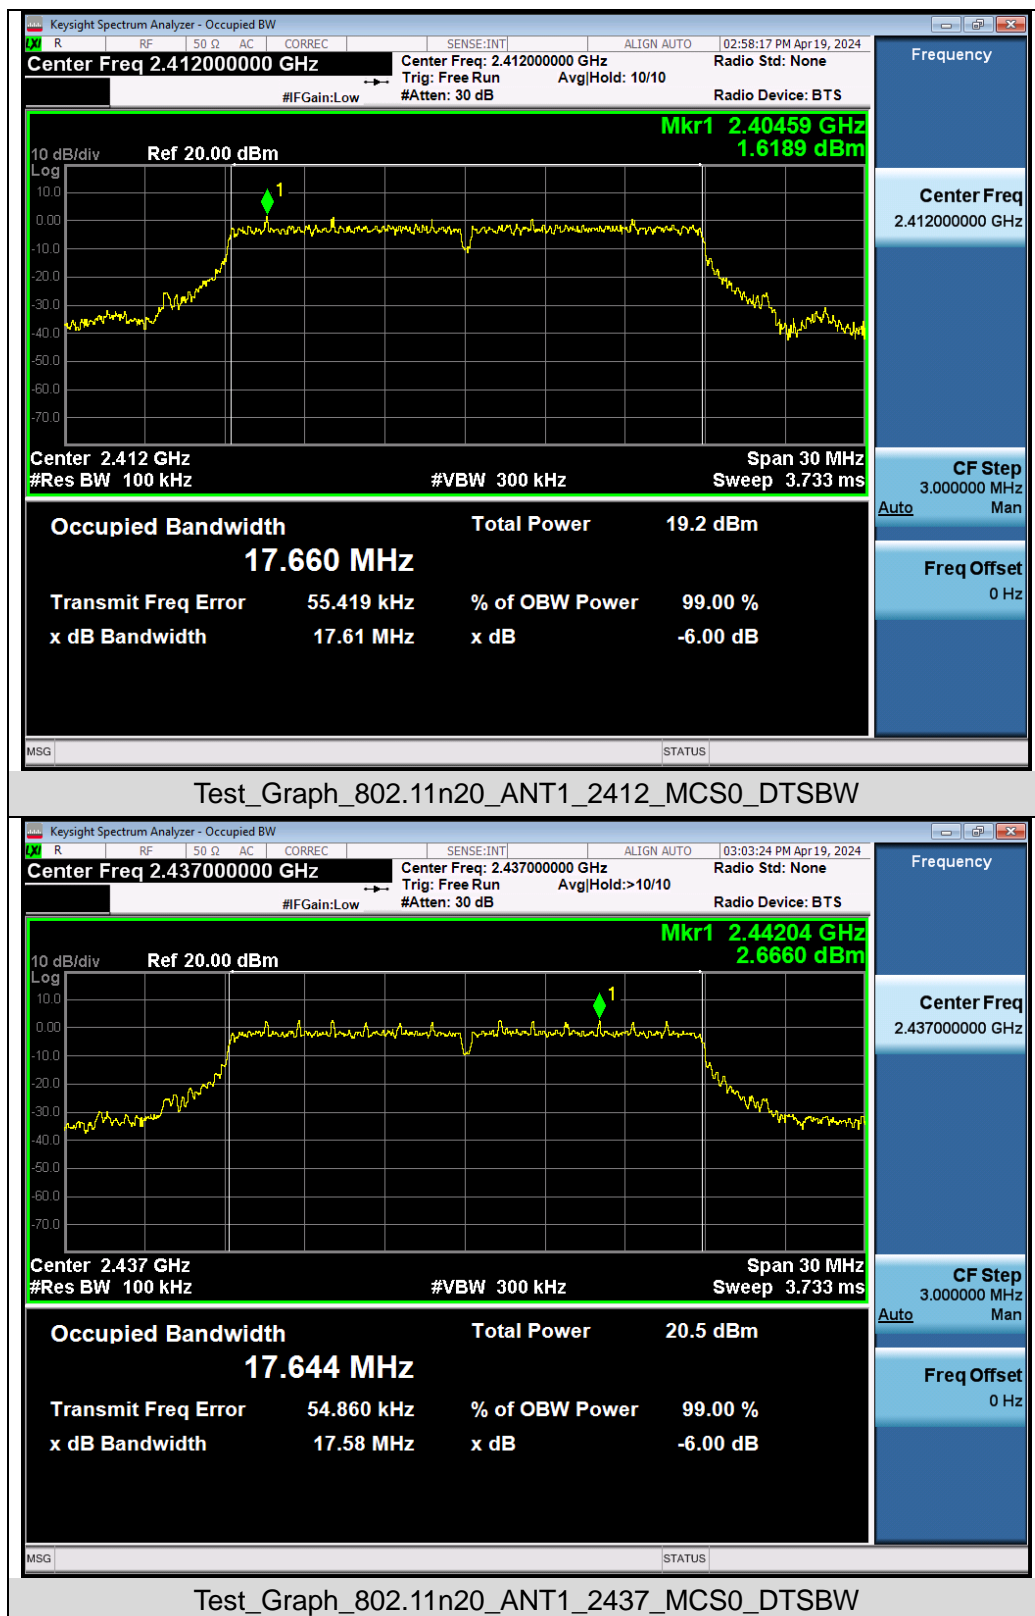 Keysight Spectrum Analyzer - Occupied BW
LXI R RF 50 Ω AC CORREC SENSE:INT ALIGN AUTO 02:58:17 PM Apr 19, 2024
Center Freq 2.412000000 GHz Center Freq: 2.412000000 GHz Radio Std: None
Trig: Free Run Avg|Hold: 10/10
#IFGain:Low #Atten: 30 dB Radio Device: BTS
Frequency
Mkr1 2.40459 GHz
1.6189 dBm
10 dB/div Ref 20.00 dBm
Log
10.0
0.00
-10.0
-20.0
-30.0
-40.0
-50.0
-60.0
-70.0
1
Center 2.412 GHz Span 30 MHz
#Res BW 100 kHz #VBW 300 kHz Sweep 3.733 ms
Center Freq
2.412000000 GHz
CF Step
3.000000 MHz
Auto Man
Freq Offset
0 Hz
Occupied Bandwidth Total Power 19.2 dBm
17.660 MHz
Transmit Freq Error 55.419 kHz % of OBW Power 99.00 %
x dB Bandwidth 17.61 MHz x dB -6.00 dB
MSG STATUS
Test_Graph_802.11n20_ANT1_2412_MCS0_DTSBW
Keysight Spectrum Analyzer - Occupied BW
LXI R RF 50 Ω AC CORREC SENSE:INT ALIGN AUTO 03:03:24 PM Apr 19, 2024
Center Freq 2.437000000 GHz Center Freq: 2.437000000 GHz Radio Std: None
Trig: Free Run Avg|Hold:>10/10
#IFGain:Low #Atten: 30 dB Radio Device: BTS
Frequency
Mkr1 2.44204 GHz
2.6660 dBm
10 dB/div Ref 20.00 dBm
Log
10.0
0.00
-10.0
-20.0
-30.0
-40.0
-50.0
-60.0
-70.0
1
Center 2.437 GHz Span 30 MHz
#Res BW 100 kHz #VBW 300 kHz Sweep 3.733 ms
Center Freq
2.437000000 GHz
CF Step
3.000000 MHz
Auto Man
Freq Offset
0 Hz
Occupied Bandwidth Total Power 20.5 dBm
17.644 MHz
Transmit Freq Error 54.860 kHz % of OBW Power 99.00 %
x dB Bandwidth 17.58 MHz x dB -6.00 dB
MSG STATUS
Test_Graph_802.11n20_ANT1_2437_MCS0_DTSBW